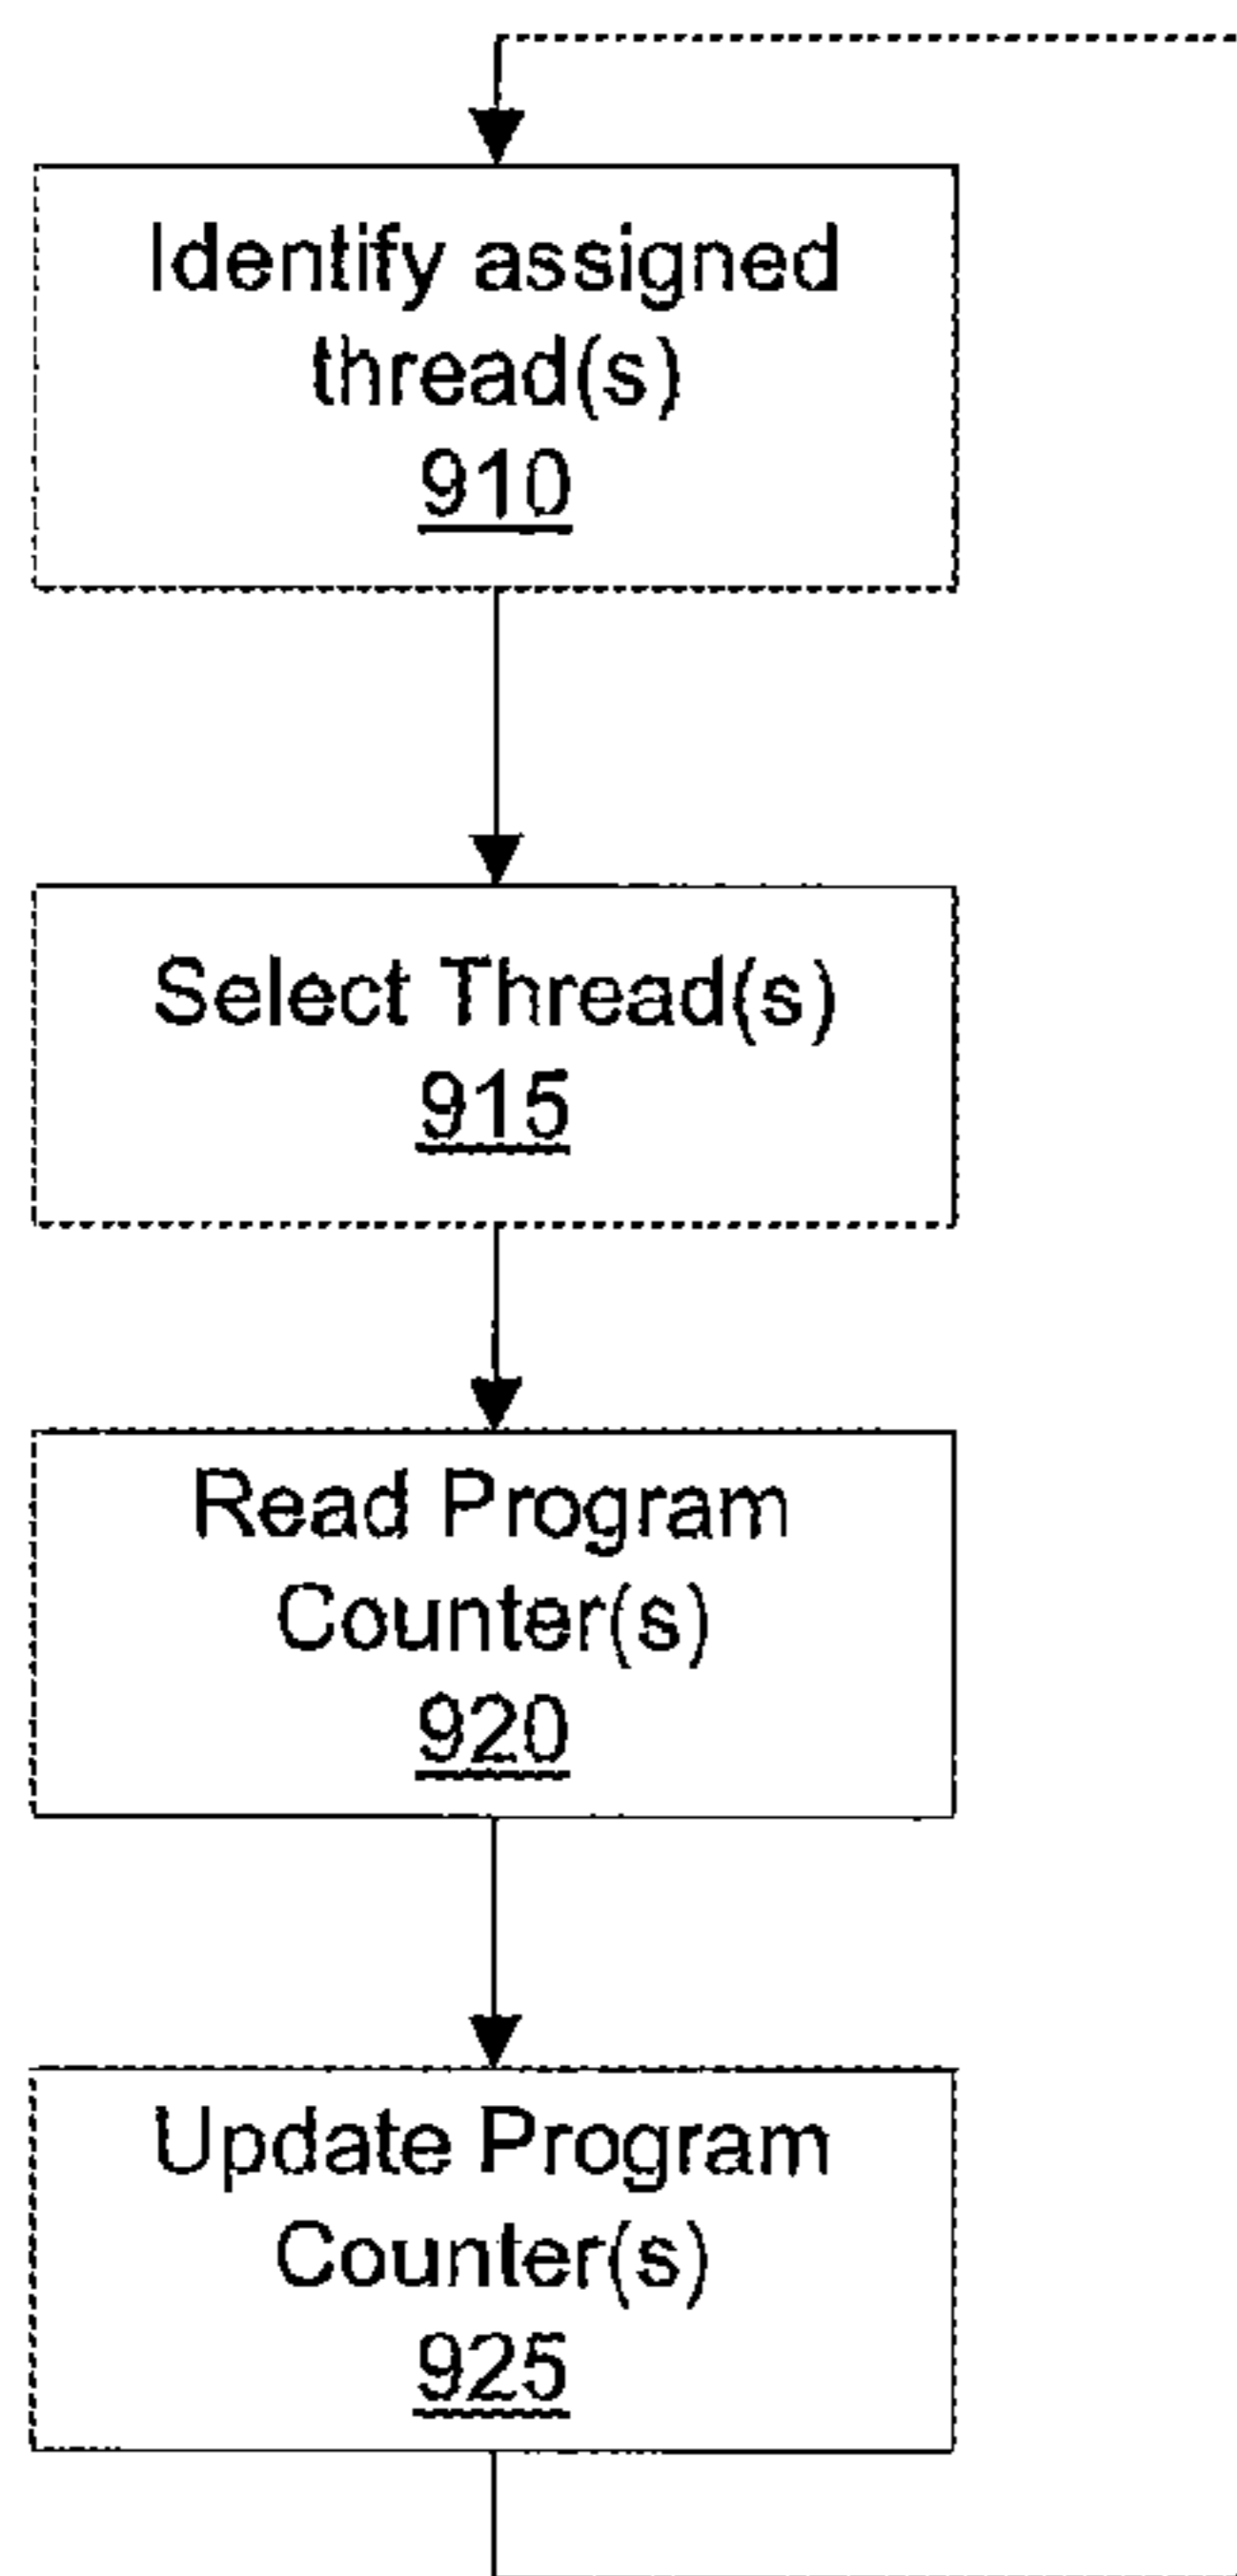 Identify assigned
thread(s)
910
Select Thread(s)
915
Read Program
Counter(s)
920
Update Program
Counter(s)
925